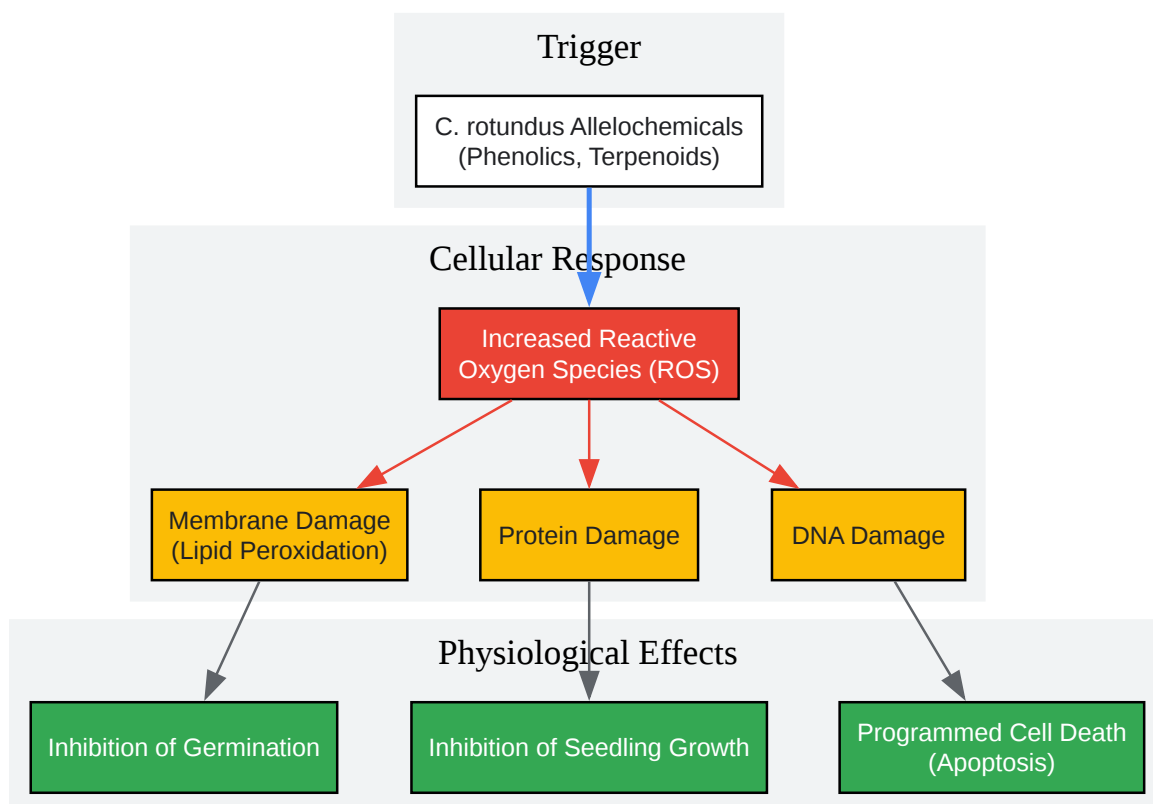 Trigger
C. rotundus Allelochemicals
(Phenolics, Terpenoids)
Cellular Response
Increased Reactive
Oxygen Species (ROS)
Membrane Damage
(Lipid Peroxidation)
Protein Damage
DNA Damage
Physiological Effects
Inhibition of Germination
Inhibition of Seedling Growth
Programmed Cell Death
(Apoptosis)